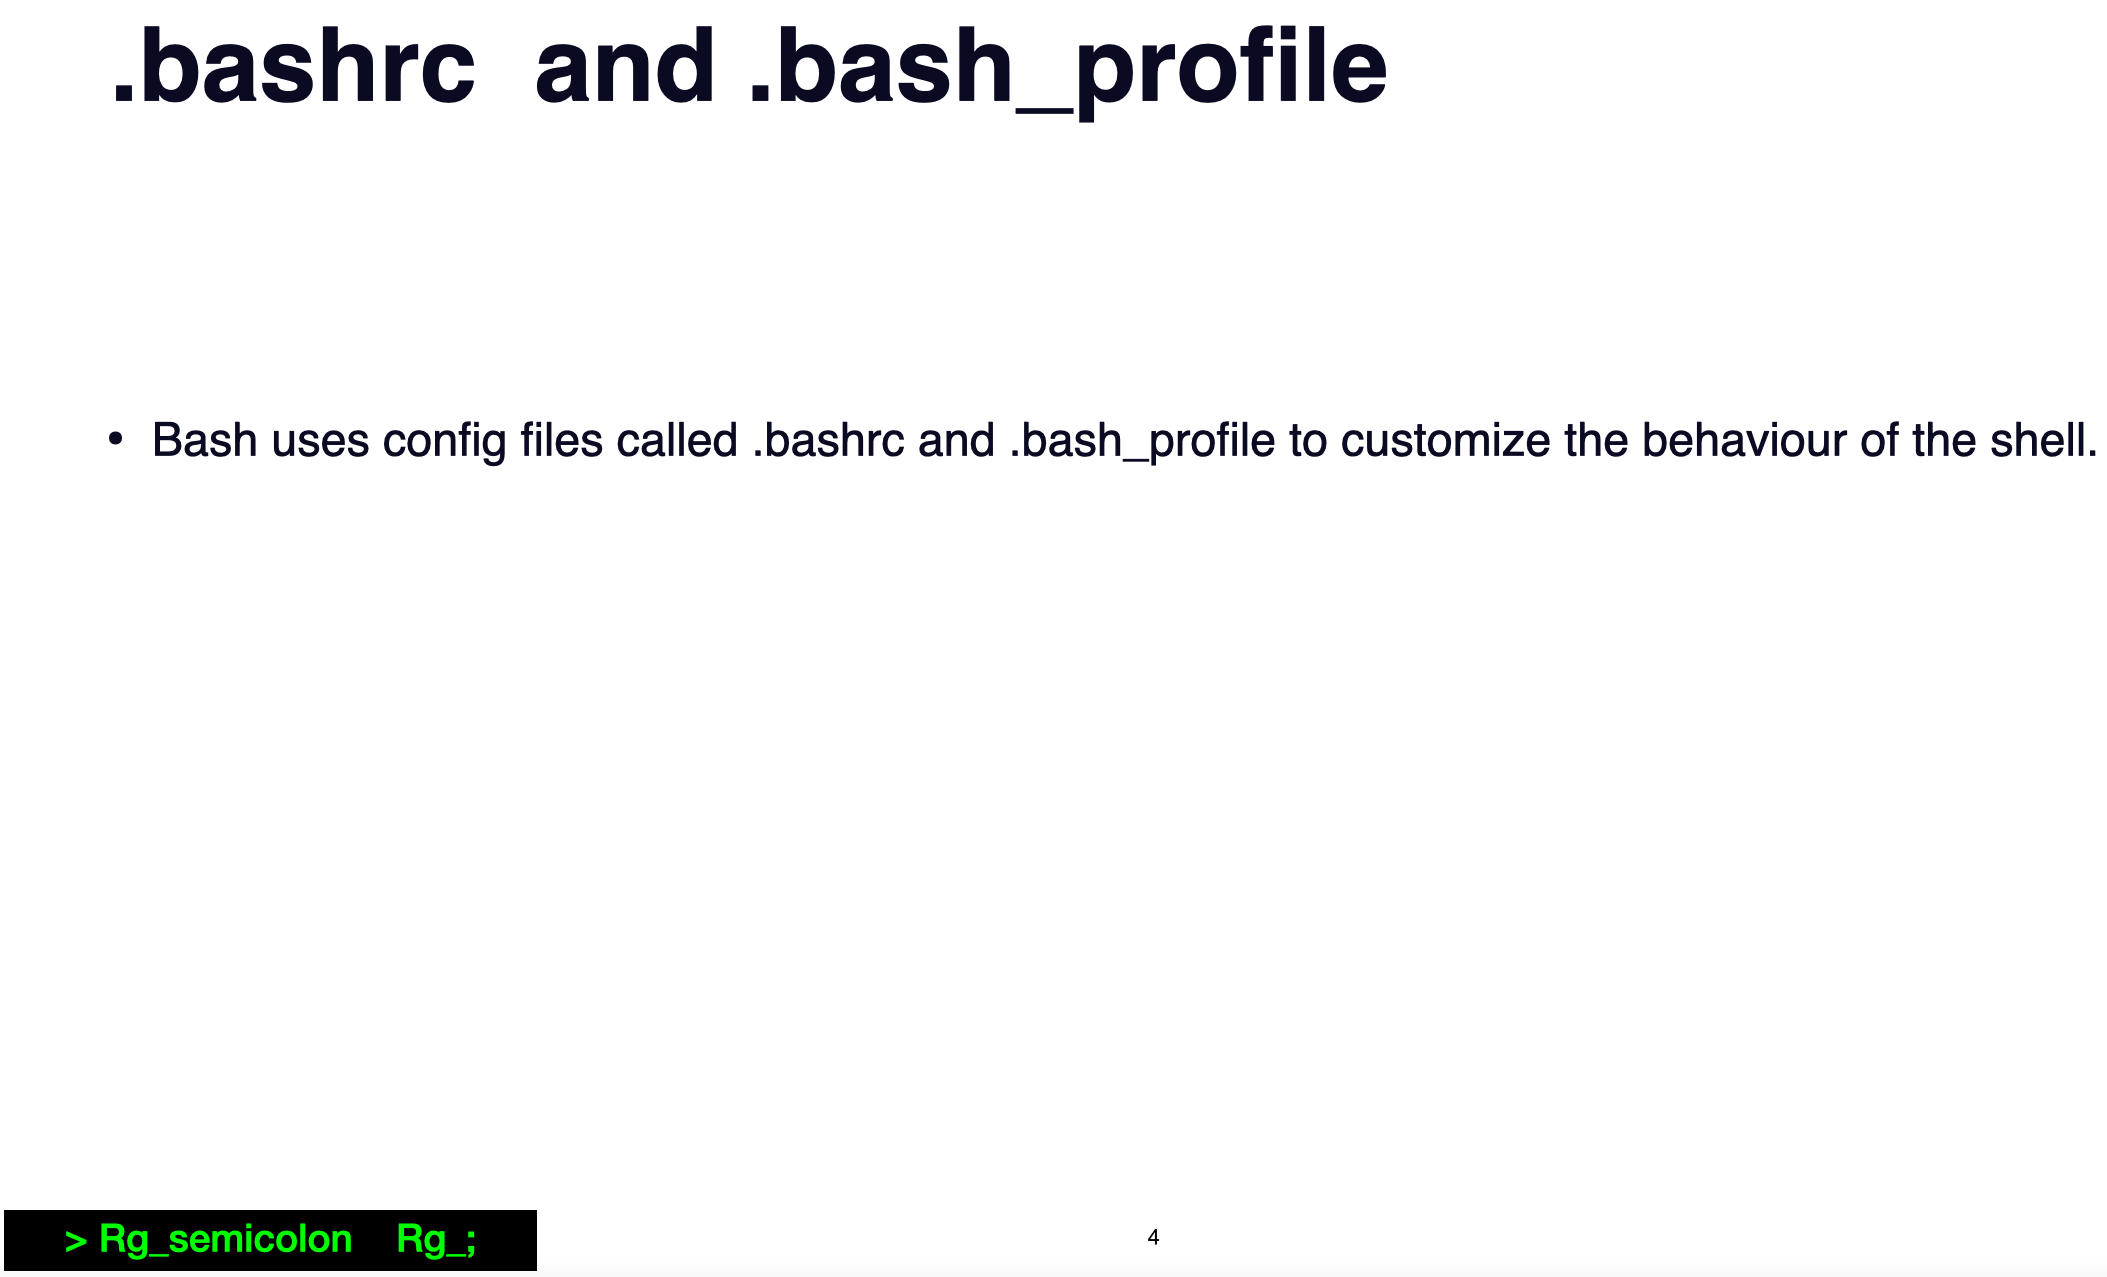 .bashrc  and .bash_profile
• Bash uses config files called .bashrc and .bash_profile to customize the behaviour of the shell.
> Rg_semicolon    Rg_;
4